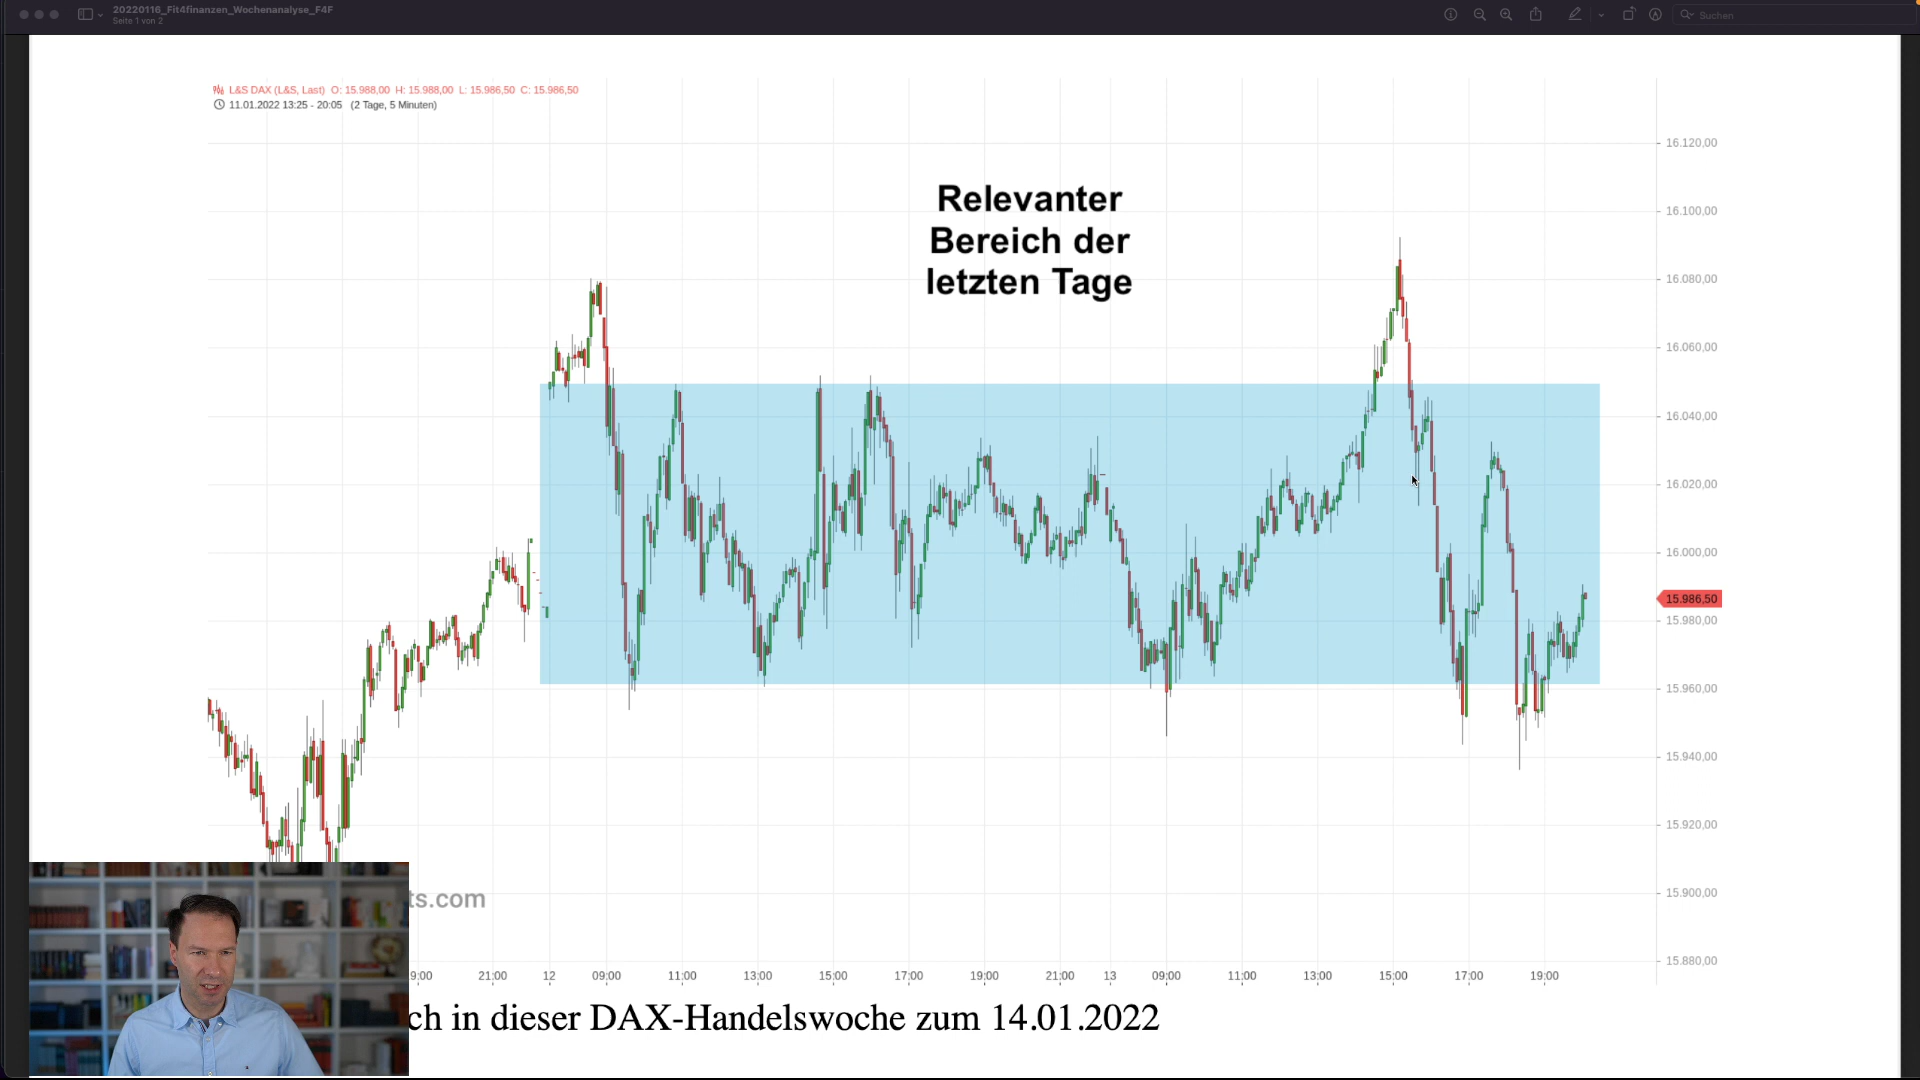 20220116_Fit4finanzen_Wochenanalyse_F4F
Seite 1 von 2
Suchen
L&S DAX (L&S, Last) O: 15.988,00 H: 15.988,00 L: 15.986,50 C: 15.986,50
11.01.2022 13:25 - 20:05 (2 Tage, 5 Minuten)
Relevanter
Bereich der
letzten Tage
16.120,00
16.100,00
16.080,00
16.060,00
16.040,00
16.020,00
16.000,00
15.986,50
15.980,00
15.960,00
15.940,00
15.920,00
15.900,00
15.880,00
ts.com
9:00 21:00 12 09:00 11:00 13:00 15:00 17:00 19:00 21:00 13 09:00 11:00 13:00 15:00 17:00 19:00
ch in dieser DAX-Handelswoche zum 14.01.2022